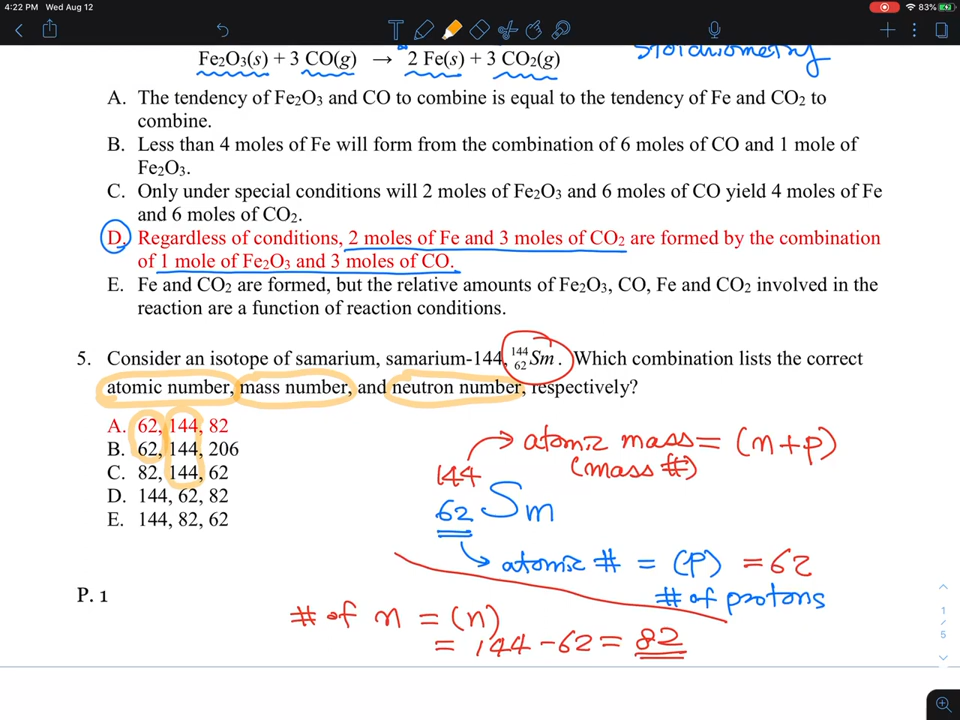 4:22 PM Wed Aug 12
83%
T
Fe₂O₃(s) + 3 CO(g) → 2 Fe(s) + 3 CO₂(g)
stoichiometry
A. The tendency of Fe₂O₃ and CO to combine is equal to the tendency of Fe and CO₂ to
combine.
B. Less than 4 moles of Fe will form from the combination of 6 moles of CO and 1 mole of
Fe₂O₃.
C. Only under special conditions will 2 moles of Fe₂O₃ and 6 moles of CO yield 4 moles of Fe
and 6 moles of CO₂.
D. Regardless of conditions, 2 moles of Fe and 3 moles of CO₂ are formed by the combination
of 1 mole of Fe₂O₃ and 3 moles of CO.
E. Fe and CO₂ are formed, but the relative amounts of Fe₂O₃, CO, Fe and CO₂ involved in the
reaction are a function of reaction conditions.
5. Consider an isotope of samarium, samarium-144, ¹⁴⁴₆₂Sm. Which combination lists the correct
atomic number, mass number, and neutron number, respectively?
A. 62, 144, 82
B. 62, 144, 206
C. 82, 144, 62
D. 144, 62, 82
E. 144, 82, 62
→ atomic mass = (n+p)
(mass #)
144
62 Sm
→ atomic # = (p) = 62
# of protons
P. 1
# of n = (n)
= 144 - 62 = 82
1
/
5